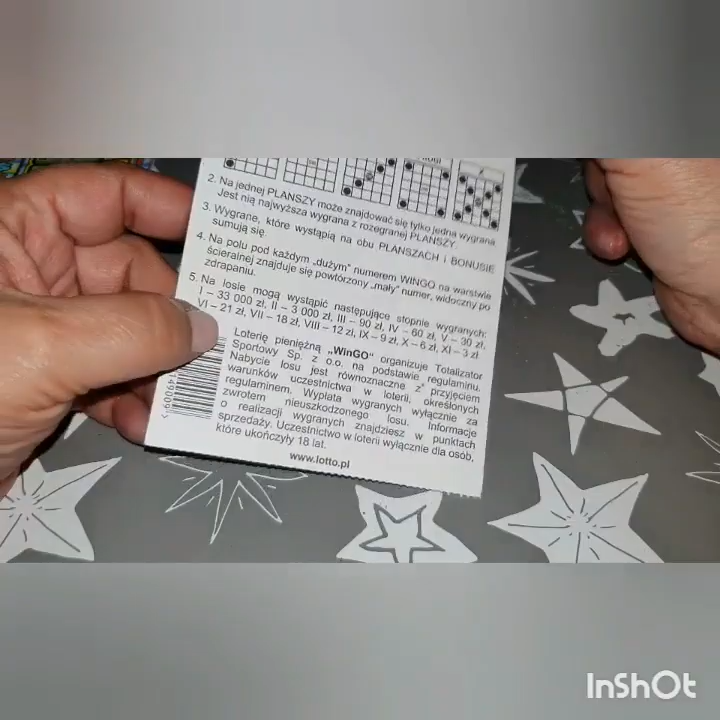 2. Na jednej PLANSZY może znajdować się tylko jedna wygrana
Jest nią najwyższa wygrana z rozegranej PLANSZY.
3. Wygrane, które wystąpią na obu PLANSZACH i BONUSIE
sumują się.
4. Na polu pod każdym „dużym” numerem WINGO na warstwie
ścieralnej znajduje się powtórzony „mały” numer, widoczny po
zdrapaniu.
5. Na losie mogą wystąpić następujące stopnie wygranych:
I – 33 000 zł, II – 3 000 zł, III – 90 zł, IV – 60 zł, V – 30 zł,
VI – 21 zł, VII – 18 zł, VIII – 12 zł, IX – 9 zł, X – 6 zł, XI – 3 zł
Loterię pieniężną „WinGO” organizuje Totalizator
Sportowy Sp. z o.o. na podstawie regulaminu.
Nabycie losu jest równoznaczne z przyjęciem
warunków uczestnictwa w loterii, określonych
regulaminem. Wypłata wygranych wyłącznie za
zwrotem nieuszkodzonego losu. Informacje
o realizacji wygranych znajdziesz w punktach
sprzedaży. Uczestnictwo w loterii wyłącznie dla osób,
które ukończyły 18 lat.
www.lotto.pl
InShOt